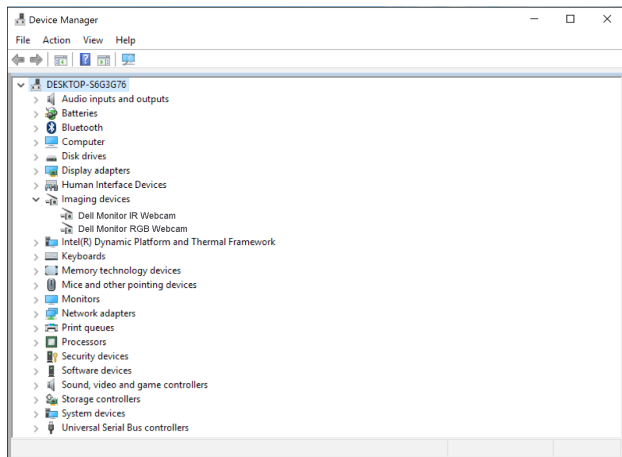 Device Manager
File Action View Help
DESKTOP-S6G3G76
Audio inputs and outputs
Batteries
Bluetooth
Computer
Disk drives
Display adapters
Human Interface Devices
Imaging devices
Dell Monitor IR Webcam
Dell Monitor RGB Webcam
Intel(R) Dynamic Platform and Thermal Framework
Keyboards
Memory technology devices
Mice and other pointing devices
Monitors
Network adapters
Print queues
Processors
Security devices
Software devices
Sound, video and game controllers
Storage controllers
System devices
Universal Serial Bus controllers